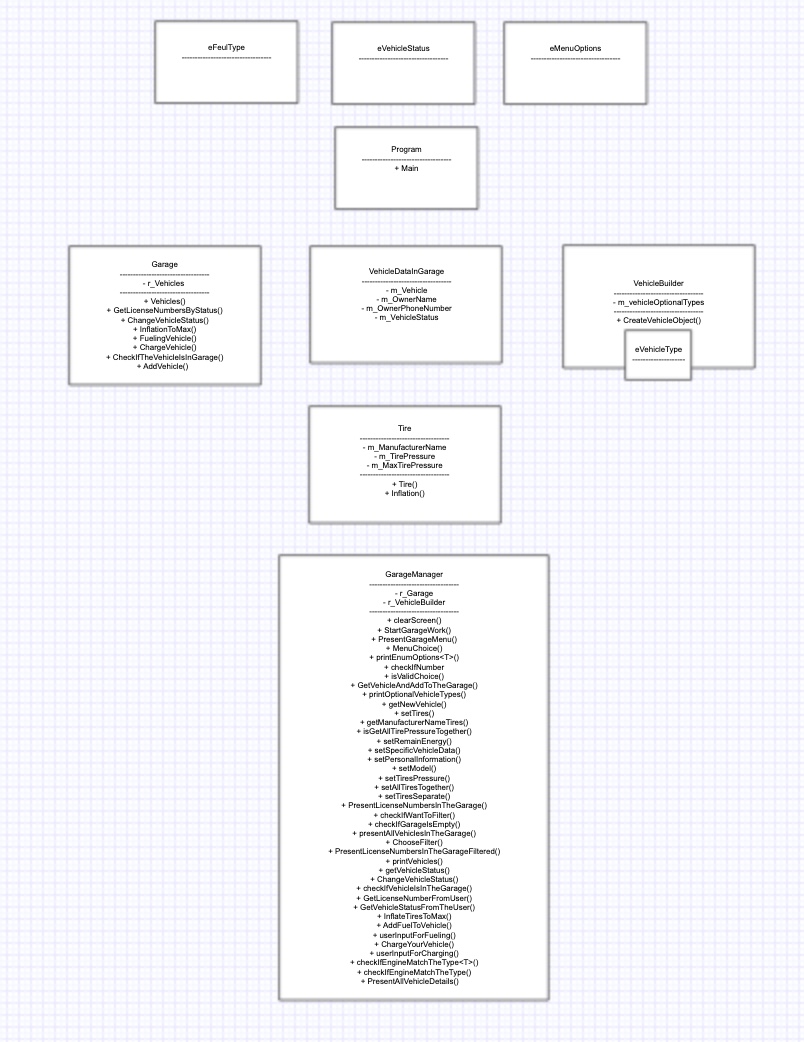 eFeulType
----------------------------------
eVehicleStatus
----------------------------------
eMenuOptions
----------------------------------
Program
----------------------------------
+ Main
Garage
----------------------------------
- r_Vehicles
----------------------------------
+ Vehicles()
+ GetLicenseNumbersByStatus()
+ ChangeVehicleStatus()
+ InflationToMax()
+ FuelingVehicle()
+ ChargeVehicle()
+ CheckIfTheVehicleIsInGarage()
+ AddVehicle()
VehicleDataInGarage
----------------------------------
- m_Vehicle
- m_OwnerName
- m_OwnerPhoneNumber
- m_VehicleStatus
VehicleBuilder
----------------------------------
- m_vehicleOptionalTypes
----------------------------------
+ CreateVehicleObject()
eVehicleType
--------------------
Tire
----------------------------------
- m_ManufacturerName
- m_TirePressure
- m_MaxTirePressure
----------------------------------
+ Tire()
+ Inflation()
GarageManager
----------------------------------
- r_Garage
- r_VehicleBuilder
----------------------------------
+ clearScreen()
+ StartGarageWork()
+ PresentGarageMenu()
+ MenuChoice()
+ printEnumOptions<T>()
+ checkIfNumber
+ isValidChoice()
+ GetVehicleAndAddToTheGarage()
+ printOptionalVehicleTypes()
+ getNewVehicle()
+ setTires()
+ getManufacturerNameTires()
+ isGetAllTirePressureTogether()
+ setRemainEnergy()
+ setSpecificVehicleData()
+ setPersonalInformation()
+ setModel()
+ setTiresPressure()
+ setAllTiresTogether()
+ setTiresSeparate()
+ PresentLicenseNumbersInTheGarage()
+ checkIfWantToFilter()
+ checkIfGarageIsEmpty()
+ presentAllVehiclesInTheGarage()
+ ChooseFilter()
+ PresentLicenseNumbersInTheGarageFiltered()
+ printVehicles()
+ getVehicleStatus()
+ ChangeVehicleStatus()
+ checkIfVehicleIsInTheGarage()
+ GetLicenseNumberFromUser()
+ GetVehicleStatusFromTheUser()
+ InflateTiresToMax()
+ AddFuelToVehicle()
+ userInputForFueling()
+ ChargeYourVehicle()
+ userInputForCharging()
+ checkIfEngineMatchTheType<T>()
+ checkIfEngineMatchTheType()
+ PresentAllVehicleDetails()